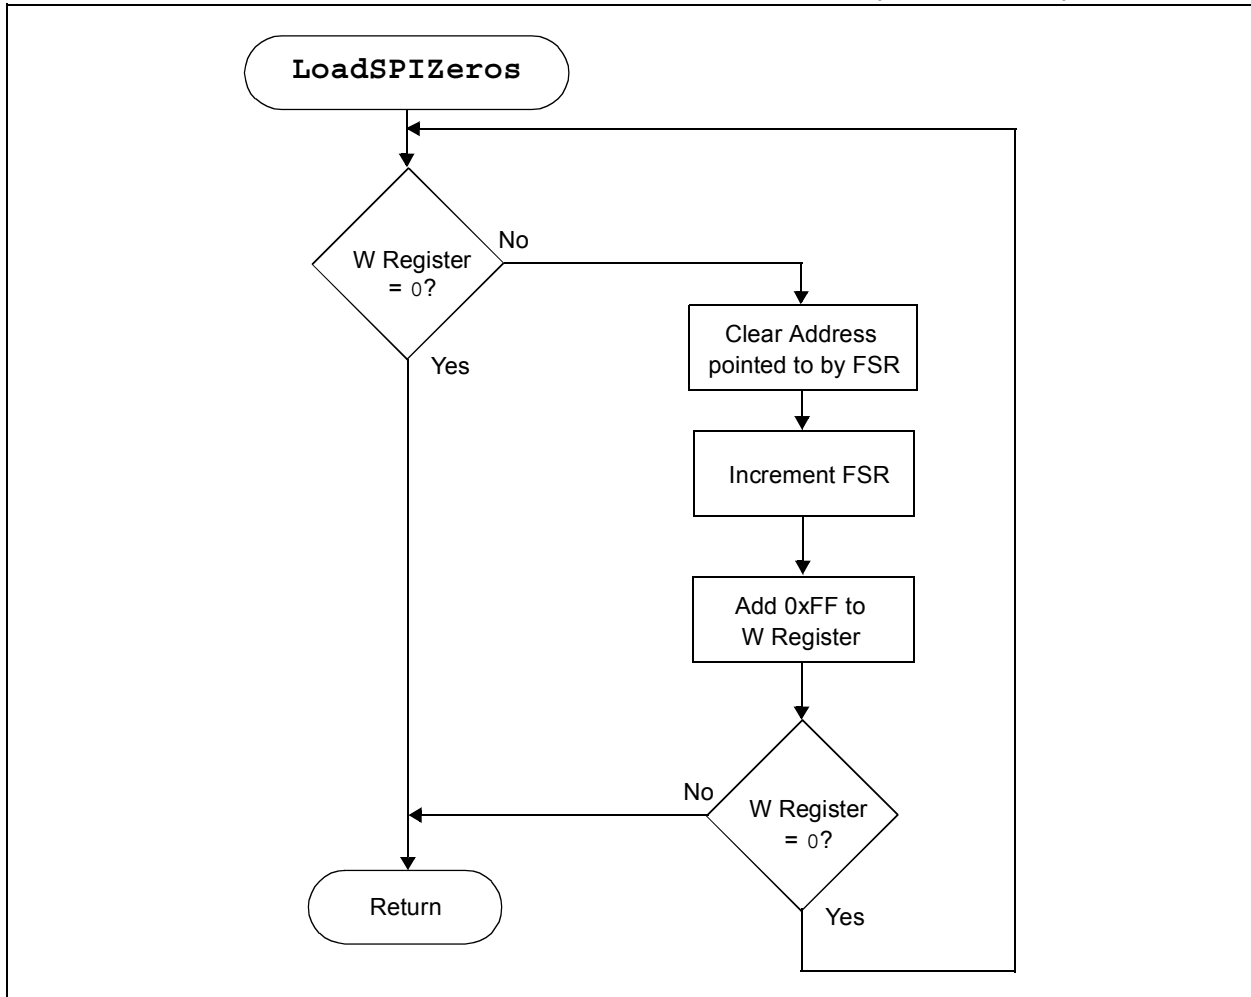 LoadSPIZeros
W Register
= 0?
No
Yes
Clear Address
pointed to by FSR
Increment FSR
Add 0xFF to
W Register
No
W Register
= 0?
Yes
Return